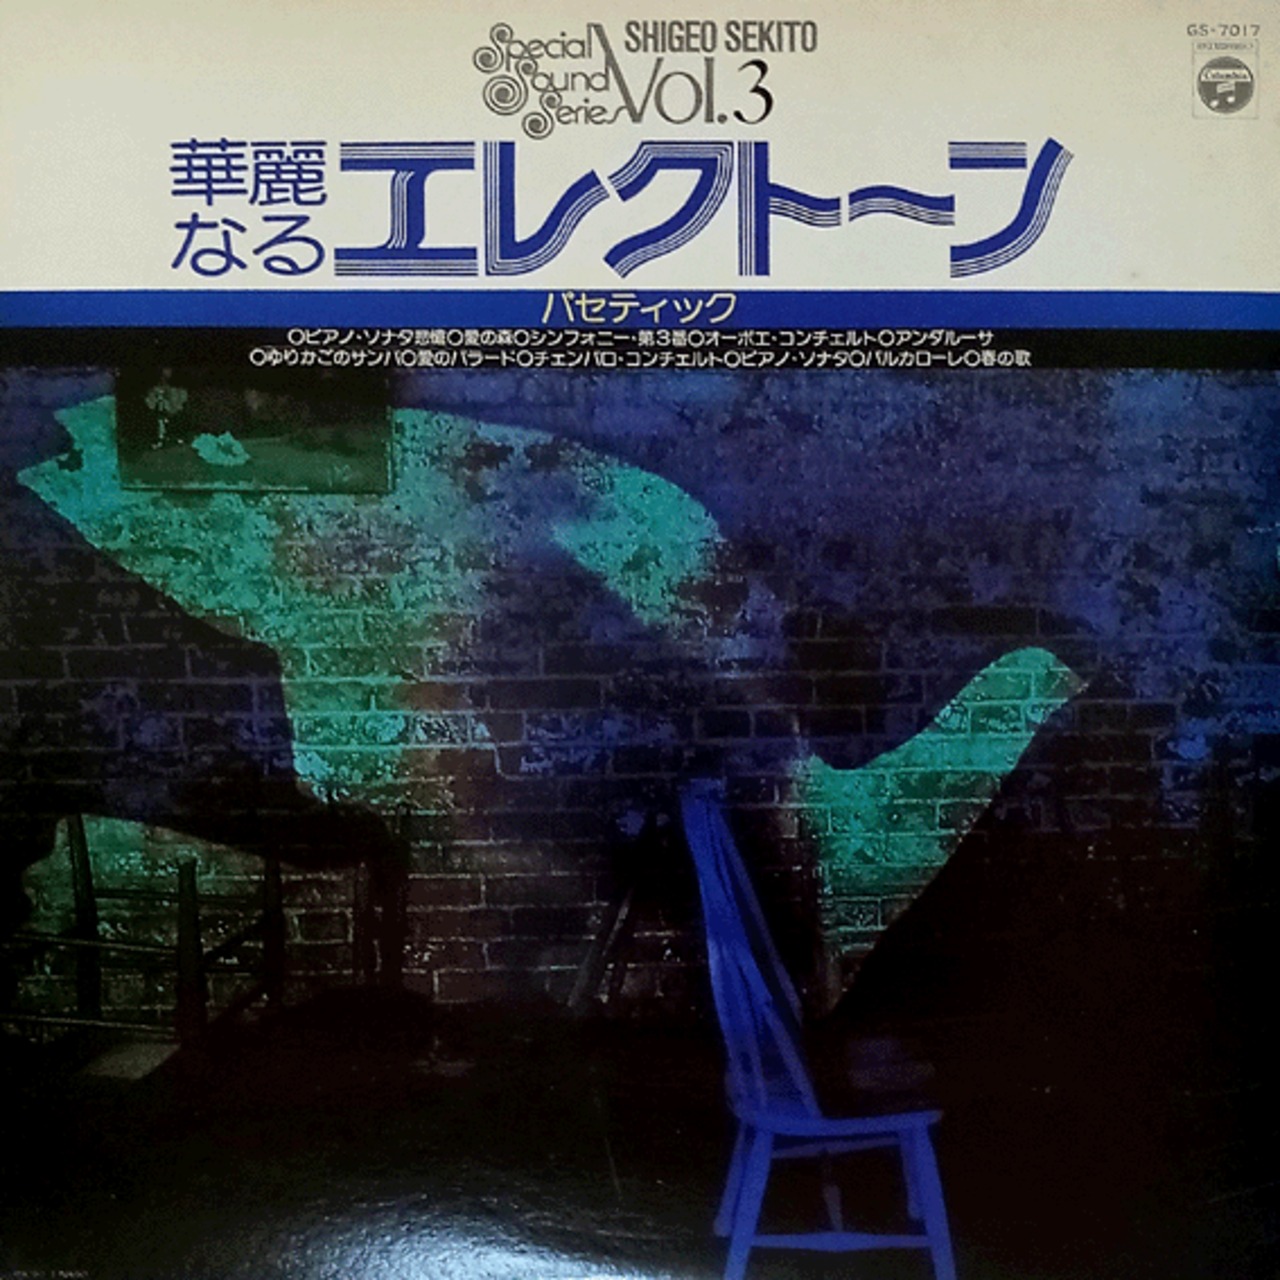 Special Sound Series Vol.3
SHIGEO SEKITO
GS-7017
Columbia
華麗なる エレクトーン
パセティック
○ピアノ・ソナタ悲愴○愛の森○シンフォニー・第3番○オーボエ・コンチェルト○アンダルーサ
○ゆりかごのサンバ○愛のバラード○チェンバロ・コンチェルト○ピアノ・ソナタ○バルカローレ○春の歌